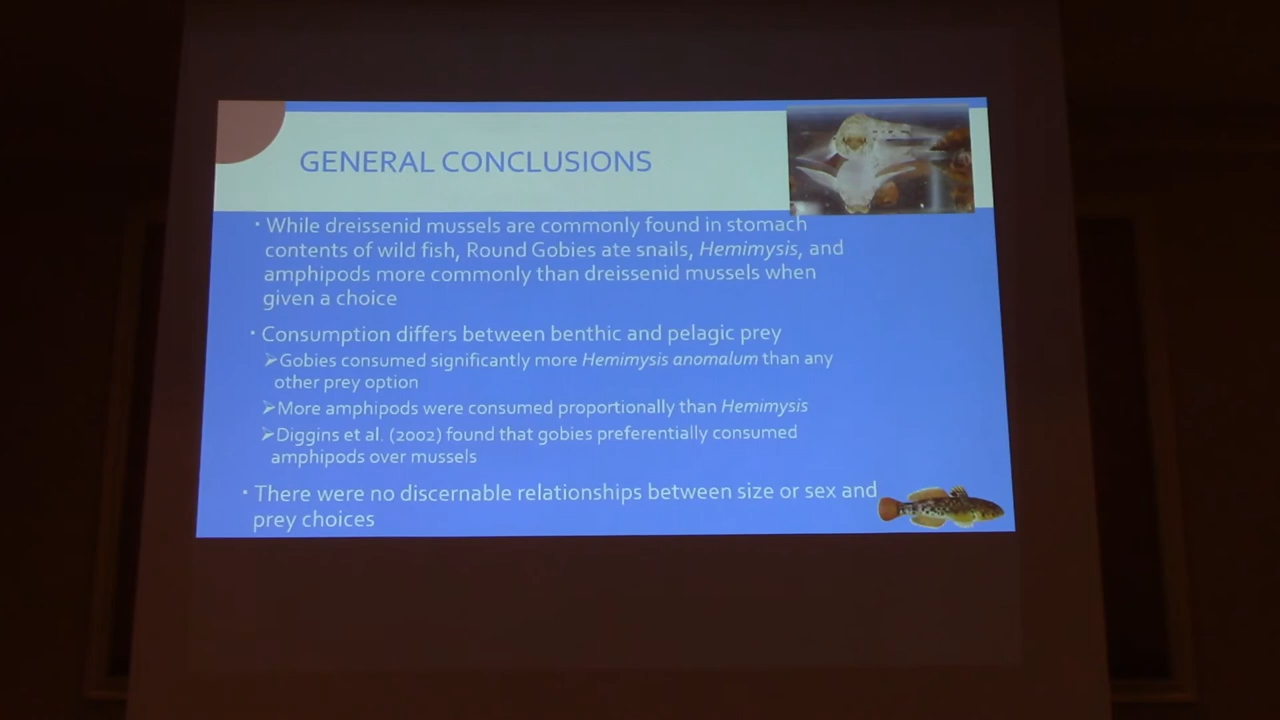 GENERAL CONCLUSIONS
· While dreissenid mussels are commonly found in stomach
contents of wild fish, Round Gobies ate snails, Hemimysis, and
amphipods more commonly than dreissenid mussels when
given a choice
· Consumption differs between benthic and pelagic prey
➢Gobies consumed significantly more Hemimysis anomalum than any
other prey option
➢More amphipods were consumed proportionally than Hemimysis
➢Diggins et al. (2002) found that gobies preferentially consumed
amphipods over mussels
· There were no discernable relationships between size or sex and
prey choices